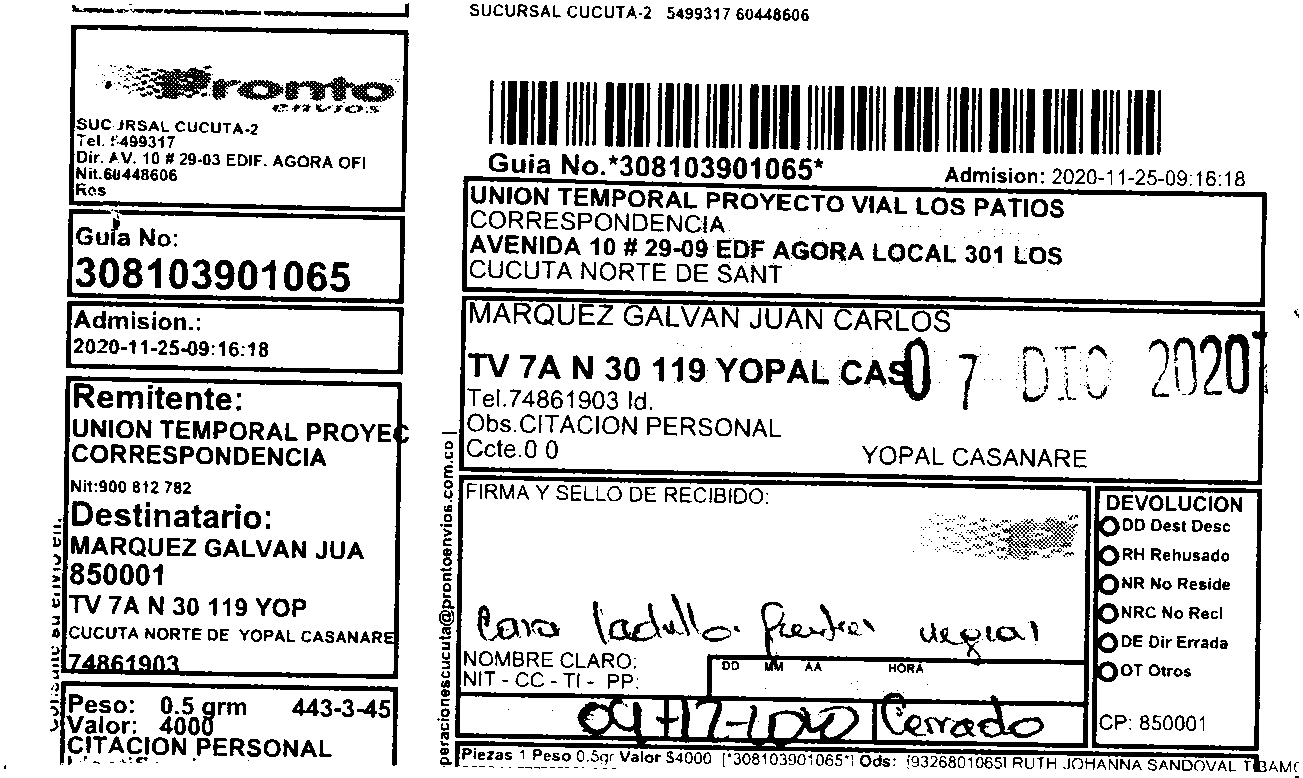 SUCURSAL CUCUTA-2 5499317 60448606
Pronto
envios
SUCURSAL CUCUTA-2
Tel. 5499317
Dir. AV. 10 # 29-03 EDIF. AGORA OFI
Nit.60448606
Res
Guía No:
308103901065
Admision.:
2020-11-25-09:16:18
Remitente:
UNION TEMPORAL PROYEC
CORRESPONDENCIA
Nit:900 812 782
Destinatario:
MARQUEZ GALVAN JUA
850001
TV 7A N 30 119 YOP
CUCUTA NORTE DE YOPAL CASANARE
74861903
Peso: 0.5 grm 443-3-45
Valor: 4000
CITACION PERSONAL
Guia No.*308103901065*
Admision: 2020-11-25-09:16:18
UNION TEMPORAL PROYECTO VIAL LOS PATIOS
CORRESPONDENCIA
AVENIDA 10 # 29-09 EDF AGORA LOCAL 301 LOS
CUCUTA NORTE DE SANT
MARQUEZ GALVAN JUAN CARLOS
TV 7A N 30 119 YOPAL CAS
07 DIC 2020
Tel.74861903 Id.
Obs.CITACION PERSONAL
Ccte.0 0 YOPAL CASANARE
peracionescucuta@prontoenvios.com.co |
FIRMA Y SELLO DE RECIBIDO:
Casa ladrillo
NOMBRE CLARO:
NIT - CC - TI - PP:
DD MM AA HORA
Cerrado
DEVOLUCION
DD Dest Desc
RH Rehusado
NR No Reside
NRC No Recl
DE Dir Errada
OT Otros
CP: 850001
Piezas 1 Peso 0.5gr Valor $4000 [*308103901065*] Ods: [9326801065] RUTH JOHANNA SANDOVAL